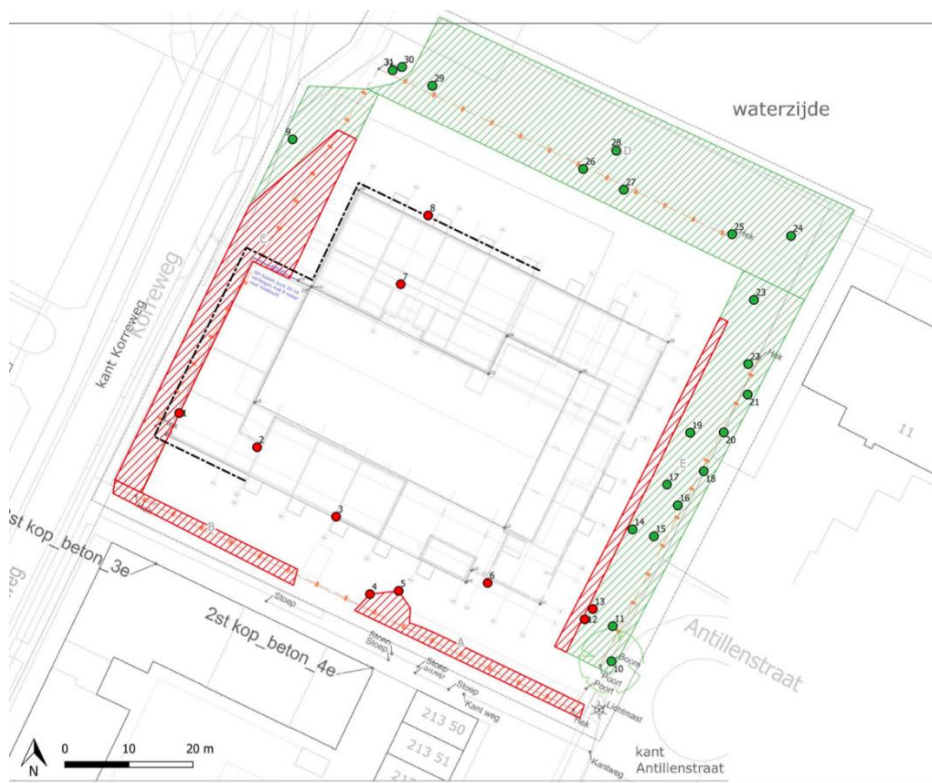 31
30
29
waterzijde
9
28
D
26
27
25
Hek
24
8
C
7
23
Korreweg
kant Korreweg
22
Hek
21
1
19
20
2
11
E
18
17
16
3
14
15
B
st kop_beton_3e
6
4
5
13
12
Stoep
11
2st kop_beton_4e
Stoep
Stoep
A
Antillenstraat
10
Boom
Stoep
Stoep
Poort
Poort
Stoep
Kant weg
Lichtmast
213 50
Hek
213 51
0 10 20 m
N
Kantweg
kant
Antillenstraat